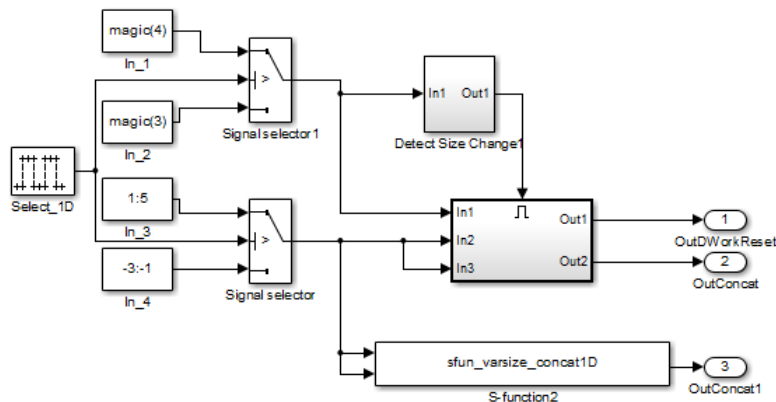 magic(4)
In_1
>
Signal selector1
magic(3)
In_2
In1
Out1
Detect Size Change1
Select_1D
1:5
In_3
>
Signal selector
-3:-1
In_4
In1
In2
In3
Out1
Out2
1
OutDWorkReset
2
OutConcat
sfun_varsize_concat1D
S-function2
3
OutConcat1